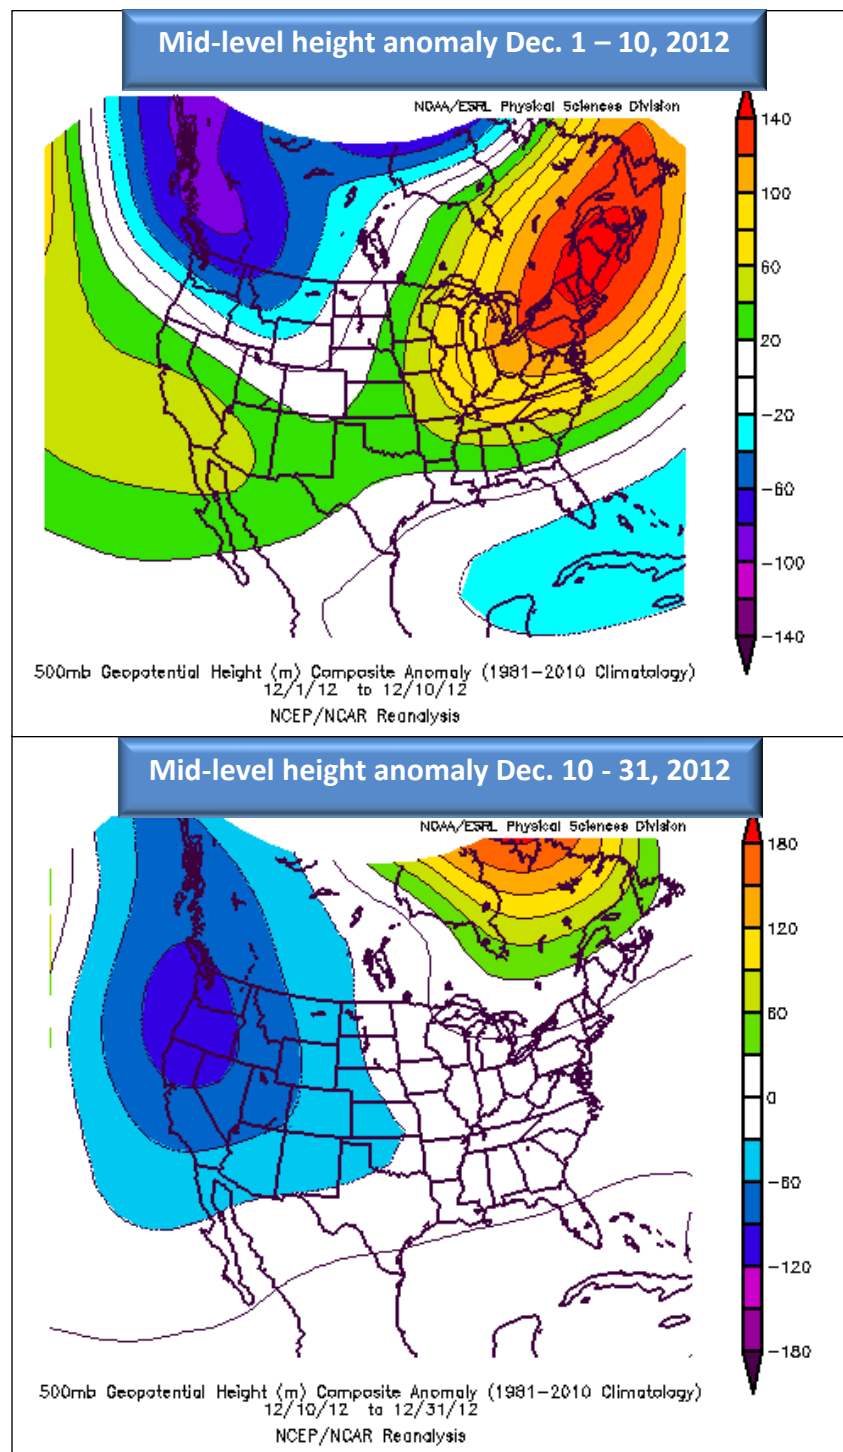 Mid-level height anomaly Dec. 1 – 10, 2012
NOAA/ESRL Physical Sciences Division
140
100
60
20
−20
−60
−100
−140
500mb Geopotential Height (m) Composite Anomaly (1981−2010 Climatology)
12/1/12 to 12/10/12
NCEP/NCAR Reanalysis
Mid-level height anomaly Dec. 10 - 31, 2012
NOAA/ESRL Physical Sciences Division
180
120
60
0
−60
−120
−180
500mb Geopotential Height (m) Composite Anomaly (1981−2010 Climatology)
12/10/12 to 12/31/12
NCEP/NCAR Reanalysis